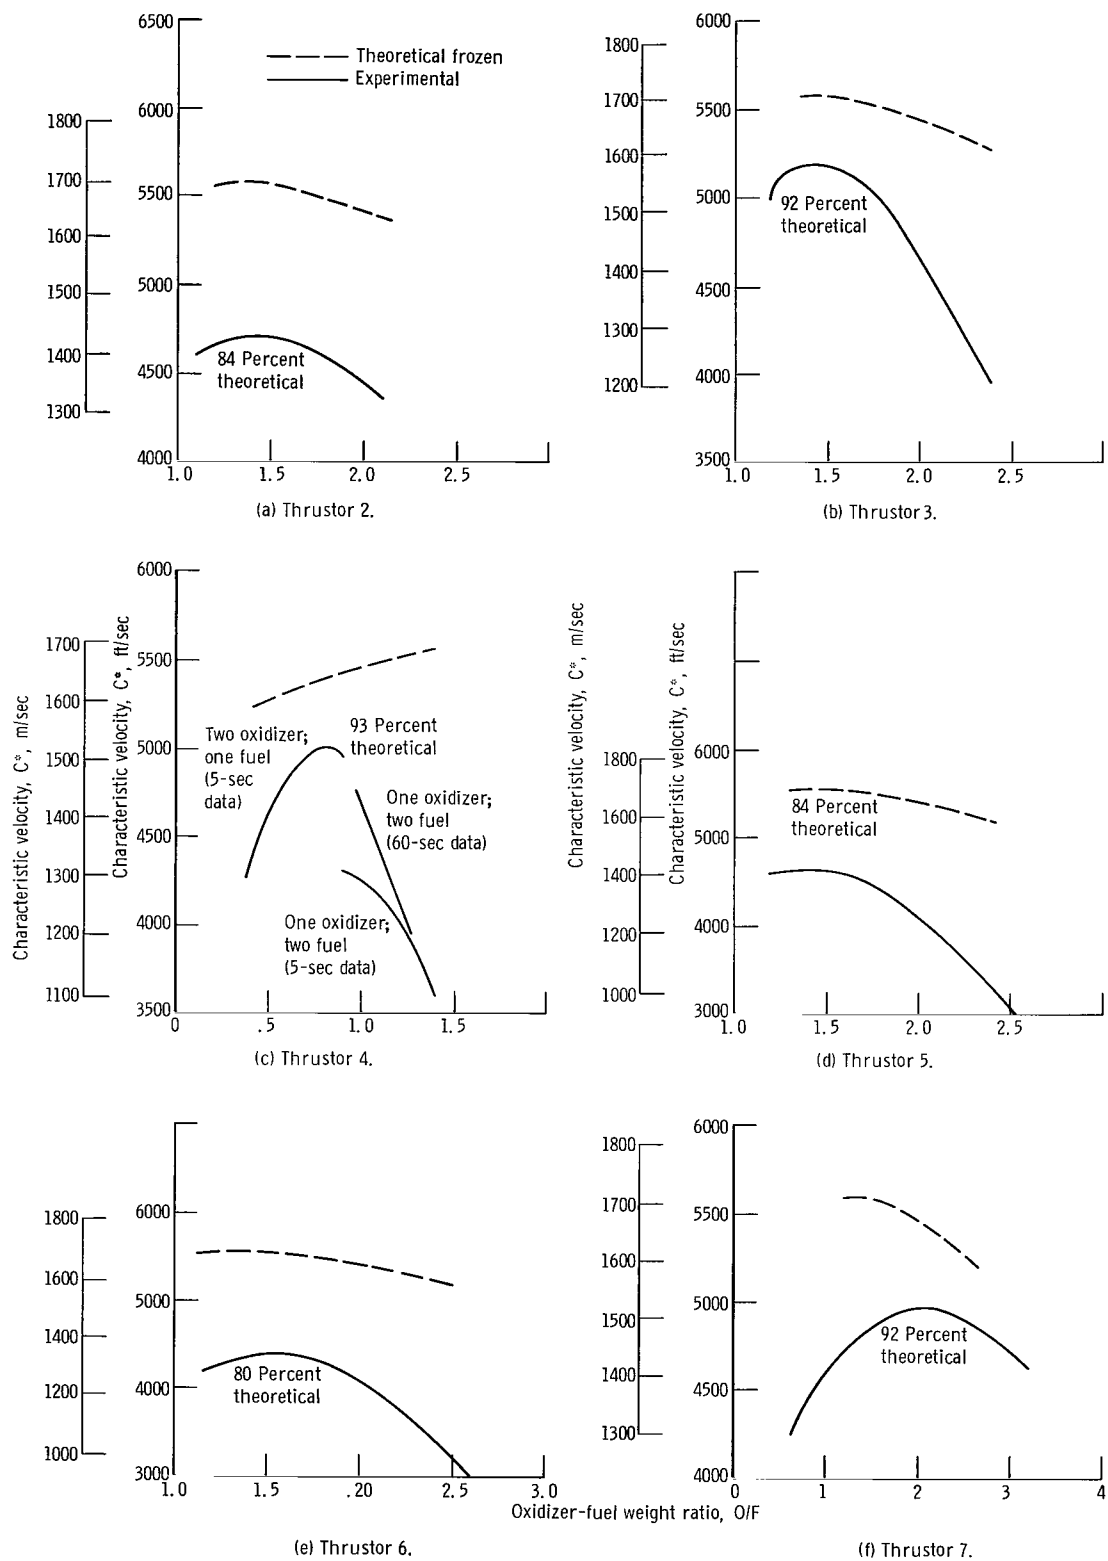 6500
6000
5500
5000
4500
4000
1800
1700
1600
1500
1400
1300
Theoretical frozen
Experimental
84 Percent
theoretical
1.0
1.5
2.0
2.5
(a) Thrustor 2.
6000
5500
5000
4500
4000
3500
1800
1700
1600
1500
1400
1300
1200
92 Percent
theoretical
1.0
1.5
2.0
2.5
(b) Thrustor 3.
Characteristic velocity, C*, m/sec
1700
1600
1500
1400
1300
1200
1100
Characteristic velocity, C*, ft/sec
6000
5500
5000
4500
4000
3500
Two oxidizer;
one fuel
(5-sec
data)
93 Percent
theoretical
One oxidizer;
two fuel
(60-sec data)
One oxidizer;
two fuel
(5-sec data)
0
.5
1.0
1.5
(c) Thrustor 4.
Characteristic velocity, C*, m/sec
1800
1600
1400
1200
1000
Characteristic velocity, C*, ft/sec
6000
5000
4000
3000
84 Percent
theoretical
1.0
1.5
2.0
2.5
(d) Thrustor 5.
1800
1600
1400
1200
1000
6000
5000
4000
3000
80 Percent
theoretical
1.0
1.5
.20
2.5
3.0
(e) Thrustor 6.
1800
1700
1600
1500
1400
1300
6000
5500
5000
4500
4000
92 Percent
theoretical
0
1
2
3
4
Oxidizer-fuel weight ratio, O/F
(f) Thrustor 7.